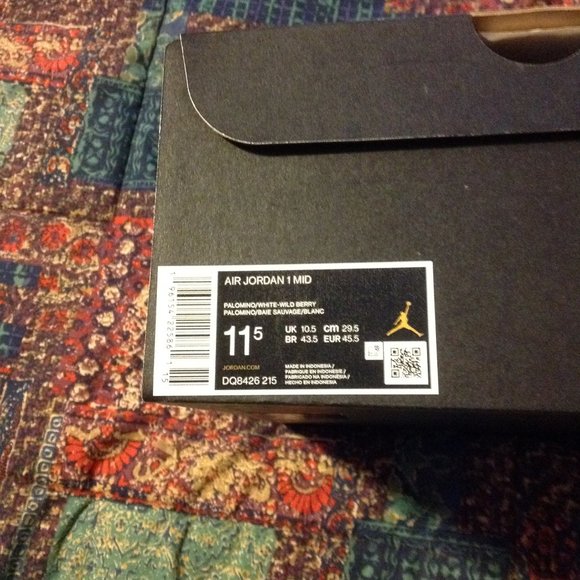 AIR JORDAN 1 MID
PALOMINO/WHITE-WILD BERRY
PALOMINO/BAIE SAUVAGE/BLANC
11 5 UK 10.5 cm 29.5
BR 43.5 EUR 45.5
JORDAN.COM
DQ8426 215
MADE IN INDONESIA /
FABRIQUÉ EN INDONÉSIE /
FABRICADO NA INDONÉSIA /
HECHO EN INDONESIA